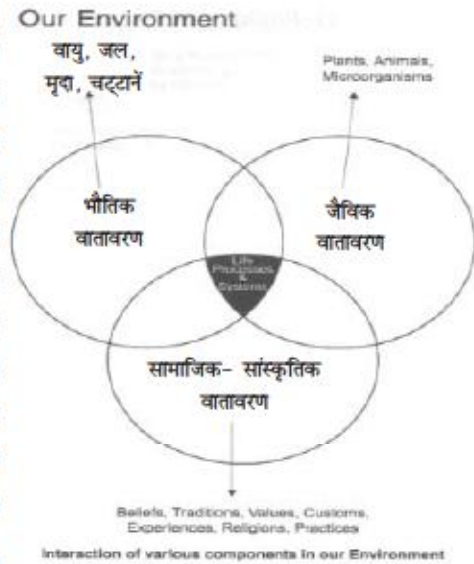 Our Environment
वायु, जल,
मृदा, चट्टानें
Plants, Animals,
Microorganisms
भौतिक
वातावरण
जैविक
वातावरण
Life
Processes
&
Systems
सामाजिक- सांस्कृतिक
वातावरण
Beliefs, Traditions, Values, Customs,
Experiences, Religions, Practices
Interaction of various components in our Environment